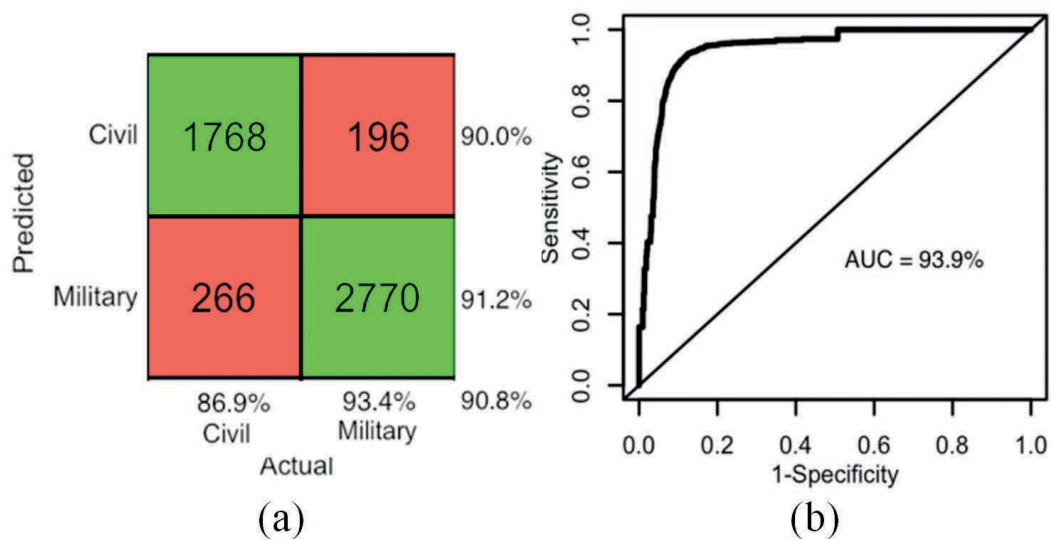 Predicted
Civil
1768
196
90.0%
Military
266
2770
91.2%
86.9%
93.4%
90.8%
Civil
Military
Actual
(a)
Sensitivity
1.0
0.8
0.6
0.4
0.2
0.0
AUC = 93.9%
0.0 0.2 0.4 0.6 0.8 1.0
1-Specificity
(b)